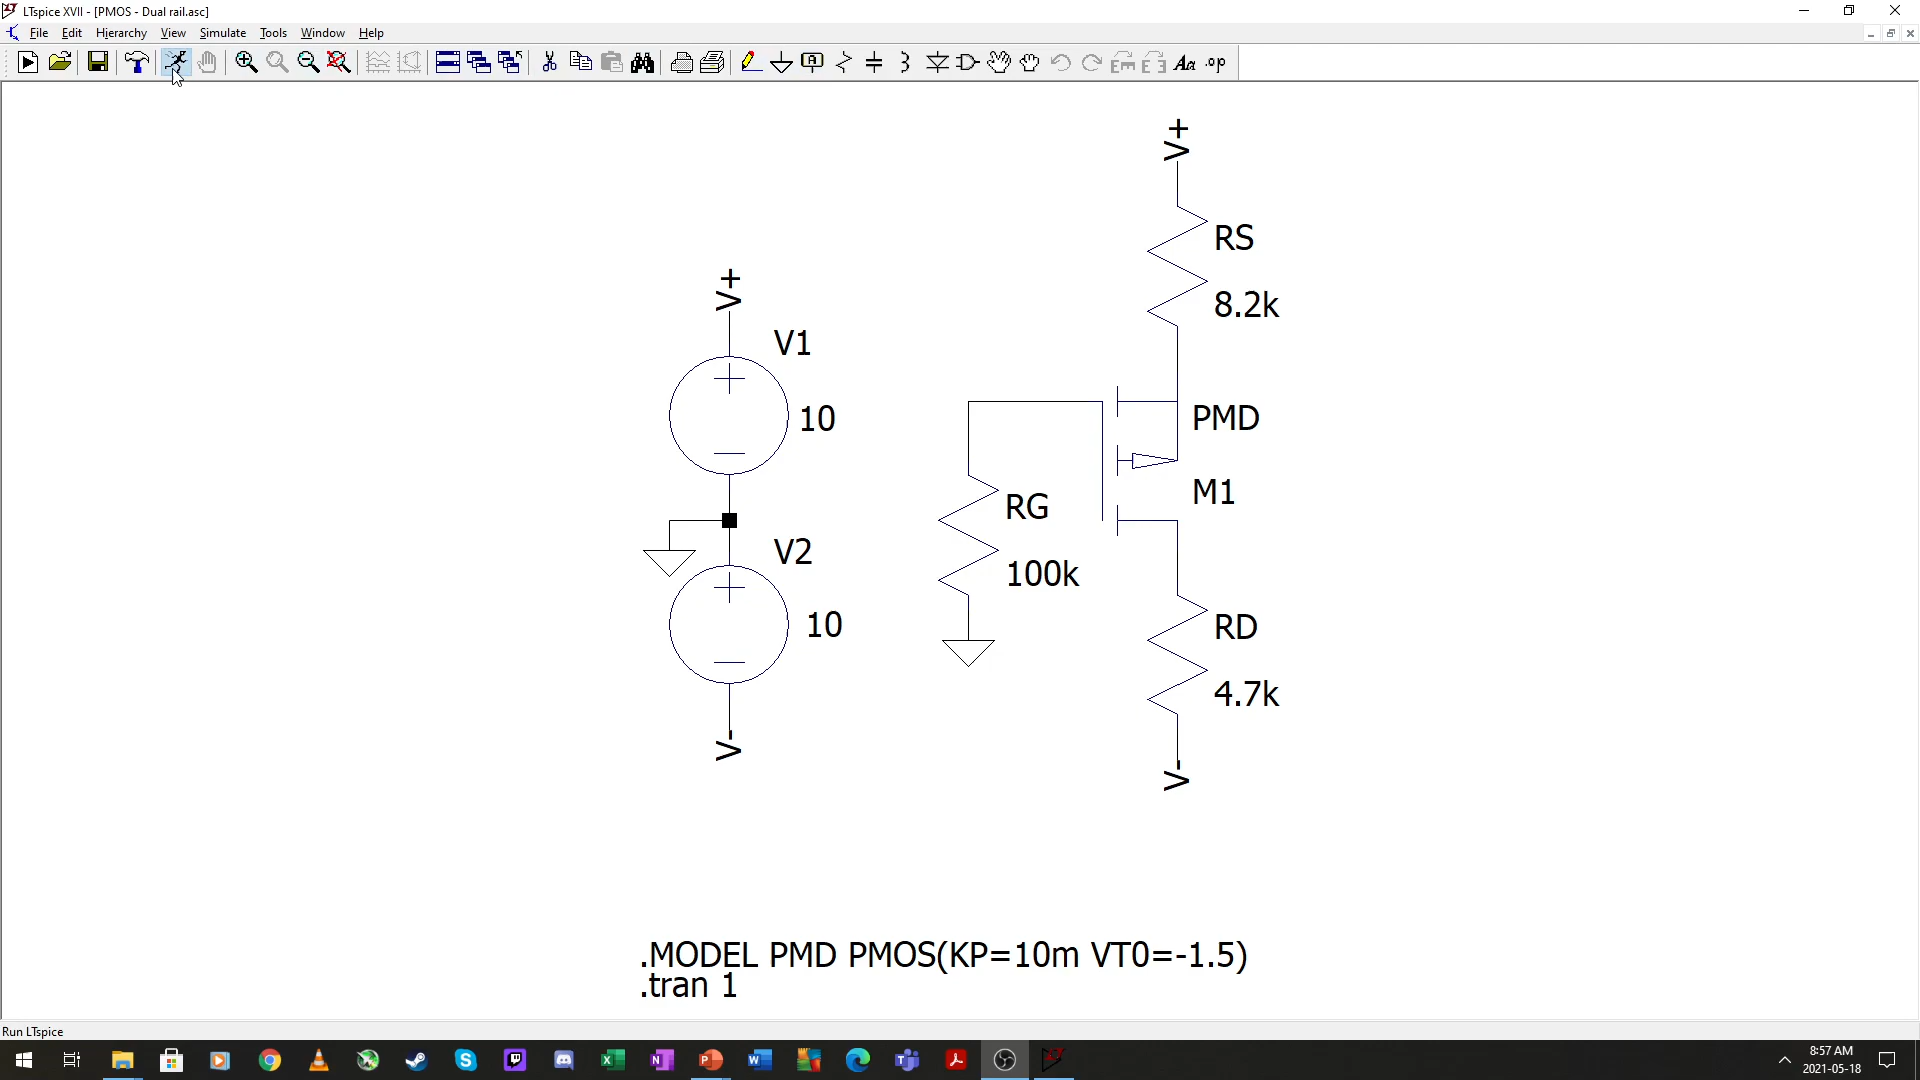 LTspice XVII - [PMOS - Dual rail.asc]
File Edit Hierarchy View Simulate Tools Window Help
Aa .op
V+
RS
8.2k
V+
V1
10
PMD
M1
RG
100k
V2
10
RD
4.7k
V-
V-
.MODEL PMD PMOS(KP=10m VT0=-1.5)
.tran 1
Run LTspice
8:57 AM
2021-05-18